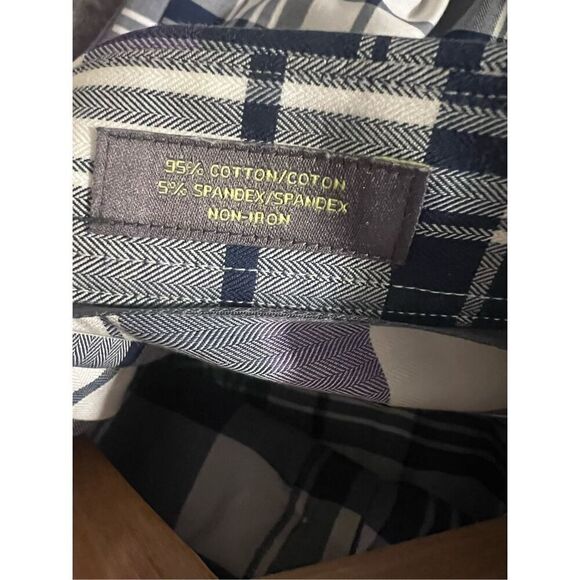 95% COTTON/COTON
5% SPANDEX/SPANDEX
NON-IRON